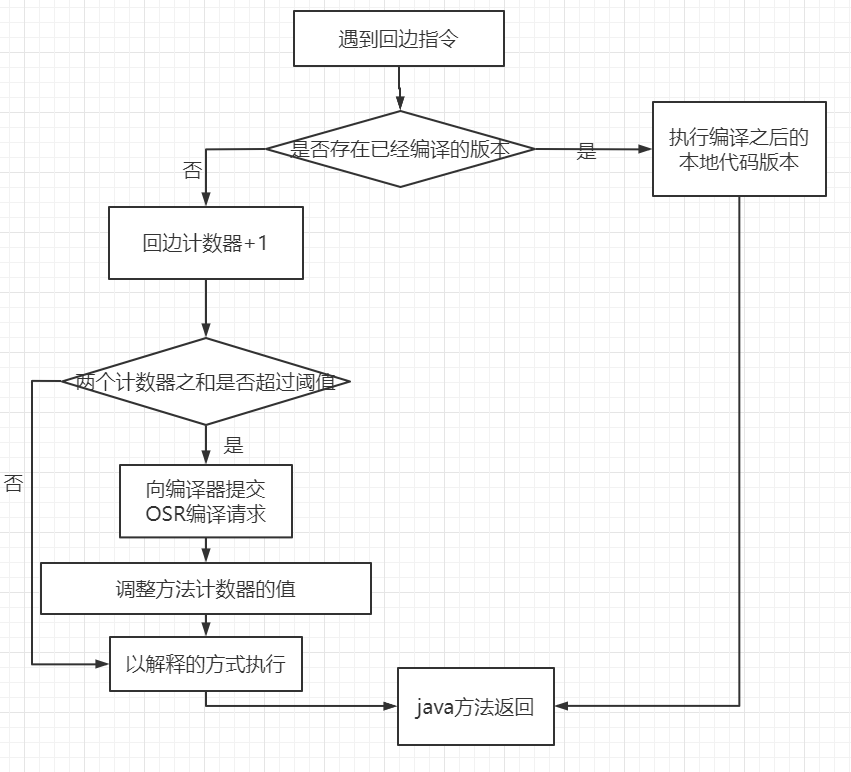 遇到回边指令
是否存在已经编译的版本
是
执行编译之后的
本地代码版本
否
回边计数器+1
两个计数器之和是否超过阈值
是
否
向编译器提交
OSR编译请求
调整方法计数器的值
以解释的方式执行
java方法返回